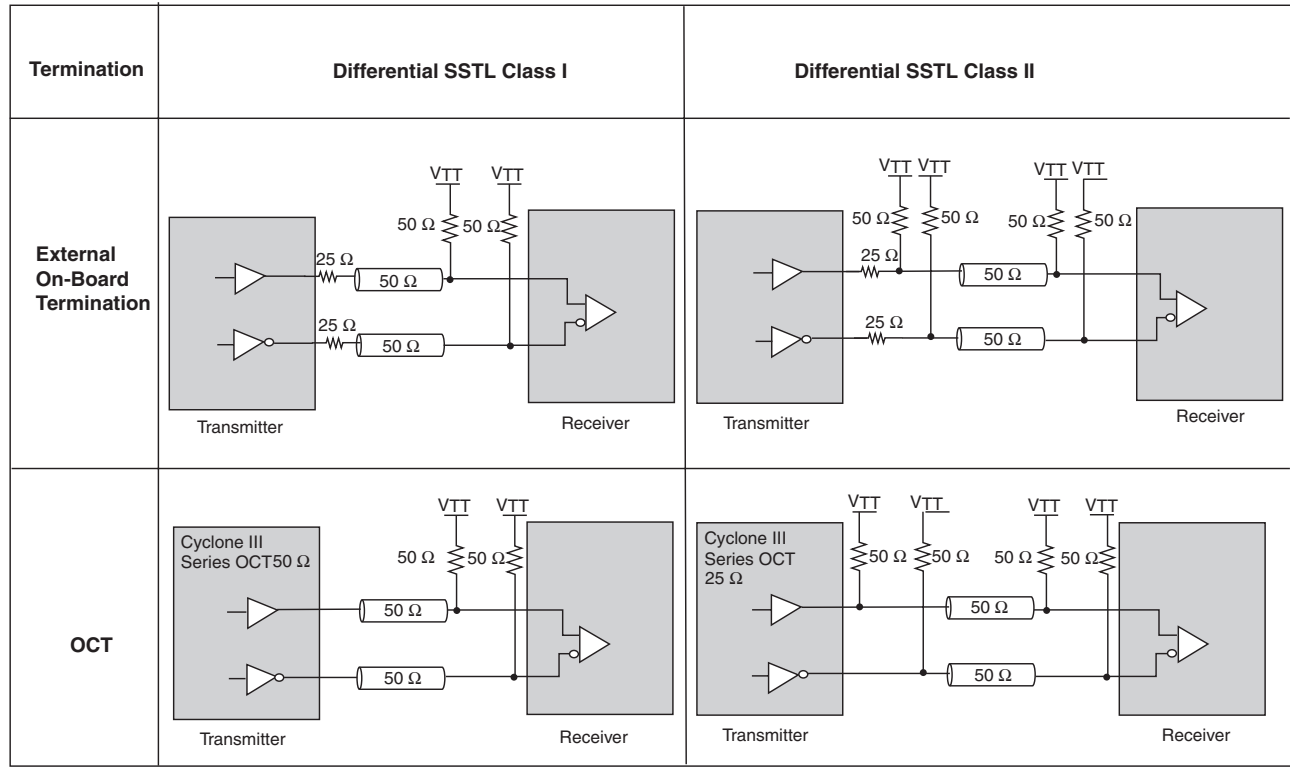 Termination
Differential SSTL Class I
Differential SSTL Class II
External
On-Board
Termination
VTT
VTT
50 Ω
50 Ω
25 Ω
50 Ω
25 Ω
50 Ω
Transmitter
Receiver
VTT
VTT
VTT
VTT
50 Ω
50 Ω
50 Ω
50 Ω
25 Ω
50 Ω
25 Ω
50 Ω
Transmitter
Receiver
OCT
Cyclone III
Series OCT50 Ω
VTT
VTT
50 Ω
50 Ω
50 Ω
50 Ω
Transmitter
Receiver
Cyclone III
Series OCT
25 Ω
VTT
VTT
VTT
VTT
50 Ω
50 Ω
50 Ω
50 Ω
50 Ω
50 Ω
Transmitter
Receiver